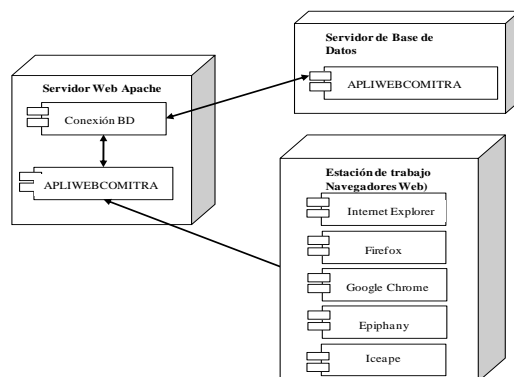 Servidor Web Apache
Conexión BD
APLIWEBCOMITRA
Servidor de Base de
Datos
APLIWEBCOMITRA
Estación de trabajo
Navegadores Web)
Internet Explorer
Firefox
Google Chrome
Epiphany
Iceape